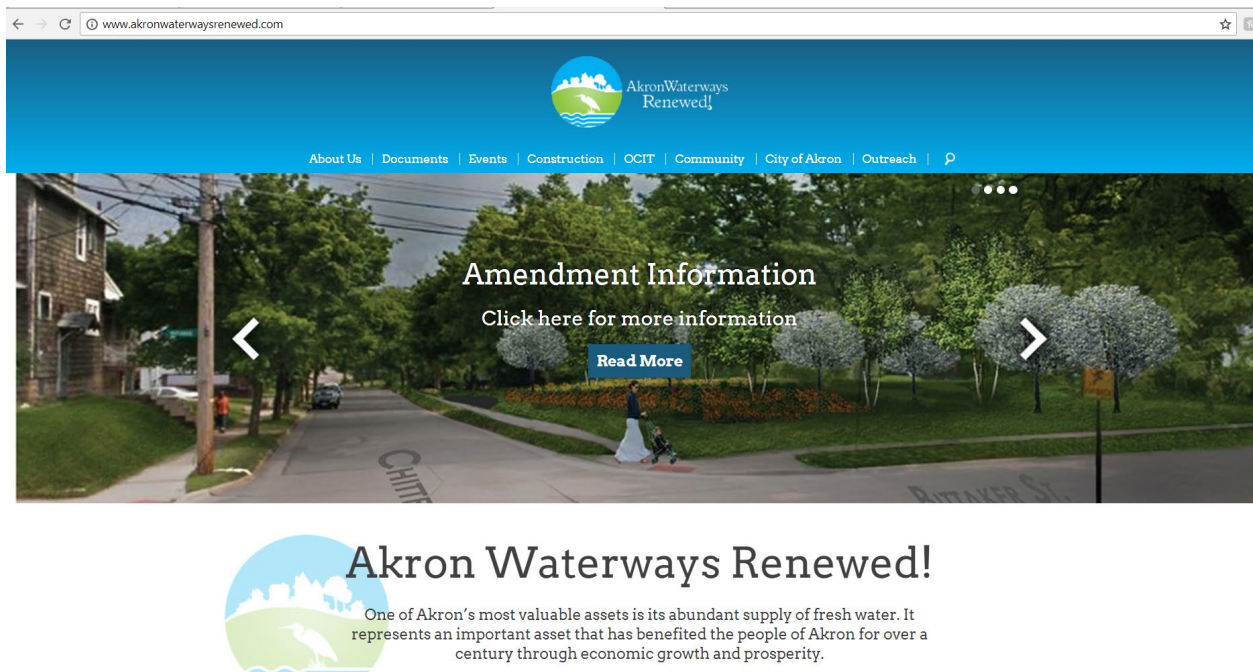 www.akronwaterwaysrenewed.com
AkronWaterways
Renewed!
About Us | Documents | Events | Construction | OCIT | Community | City of Akron | Outreach |
Amendment Information
Click here for more information
Read More
BITTAKER ST.
Akron Waterways Renewed!
One of Akron's most valuable assets is its abundant supply of fresh water. It
represents an important asset that has benefited the people of Akron for over a
century through economic growth and prosperity.